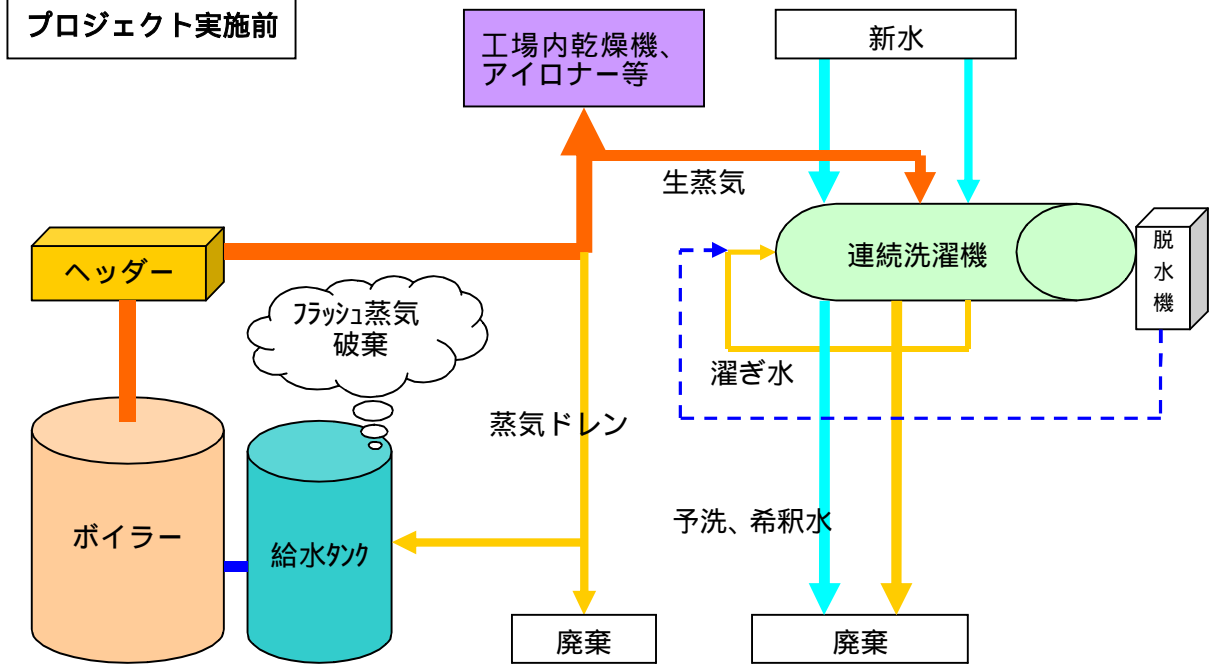 プロジェクト実施前
工場内乾燥機、
アイロナー等
新水
生蒸気
ヘッダー
連続洗濯機
脱
水
機
フラッシュ蒸気
破棄
濯ぎ水
蒸気ドレン
予洗、希釈水
ボイラー
給水タンク
廃棄
廃棄